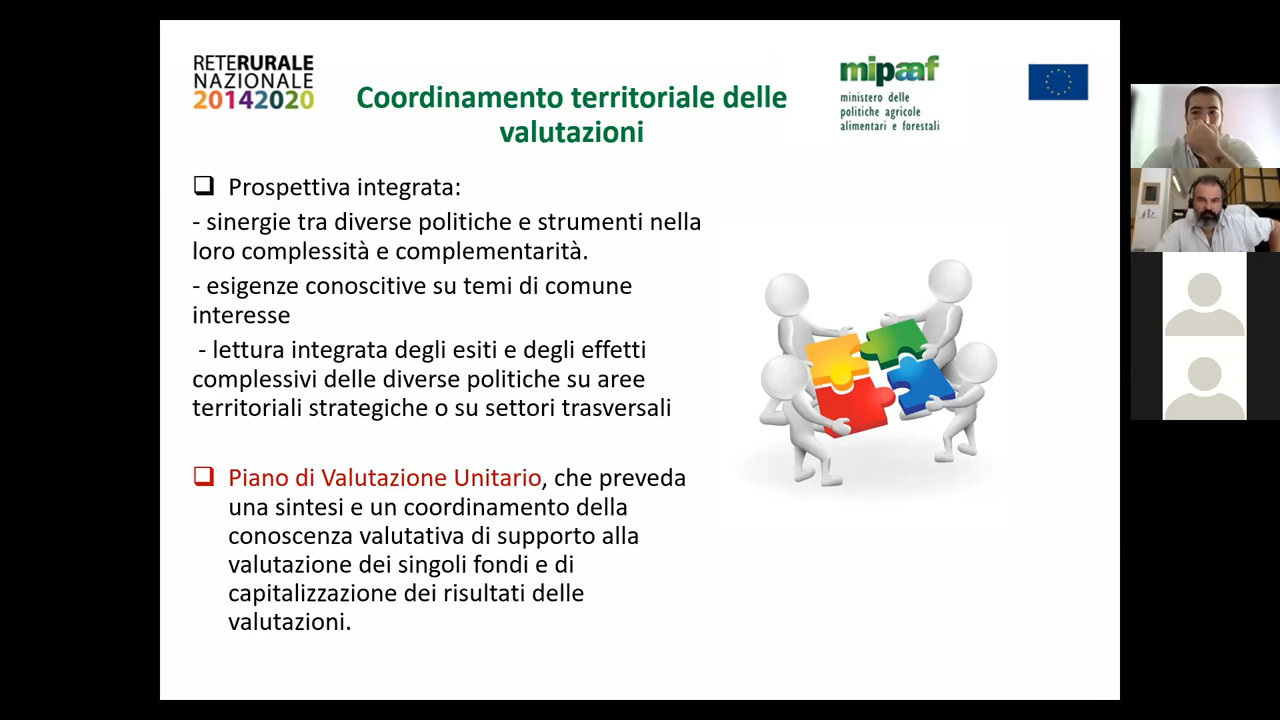 RETERURALE
NAZIONALE
20142020
Coordinamento territoriale delle
valutazioni
mipaaf
ministero delle
politiche agricole
alimentari e forestali
Prospettiva integrata:
- sinergie tra diverse politiche e strumenti nella
loro complessità e complementarità.
- esigenze conoscitive su temi di comune
interesse
- lettura integrata degli esiti e degli effetti
complessivi delle diverse politiche su aree
territoriali strategiche o su settori trasversali
Piano di Valutazione Unitario, che preveda
una sintesi e un coordinamento della
conoscenza valutativa di supporto alla
valutazione dei singoli fondi e di
capitalizzazione dei risultati delle
valutazioni.